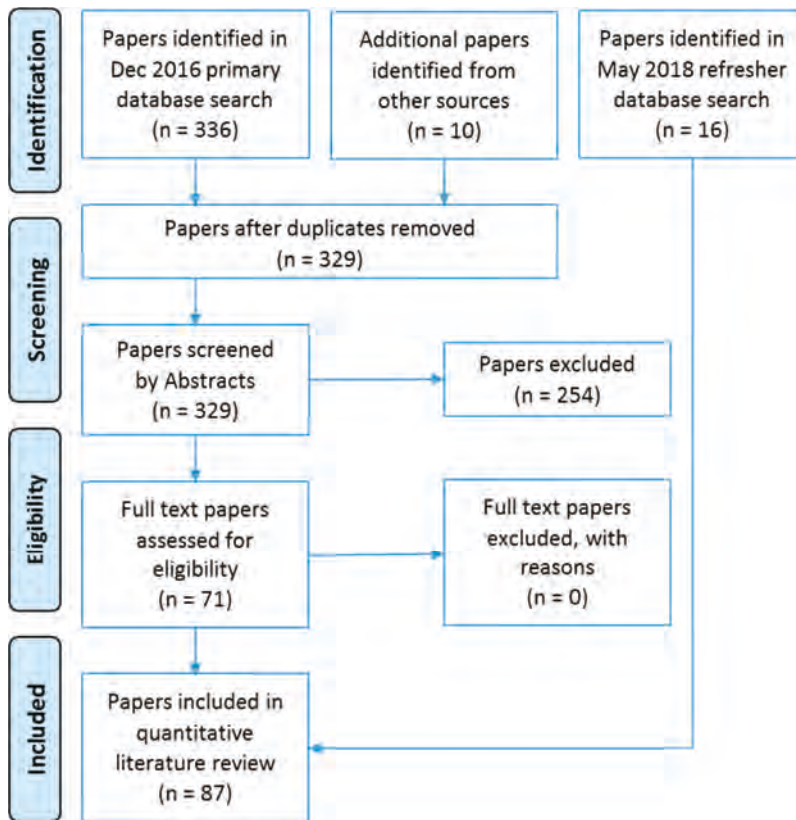 Identification
Papers identified in
Dec 2016 primary
database search
(n = 336)
Additional papers
identified from
other sources
(n = 10)
Papers identified in
May 2018 refresher
database search
(n = 16)
Screening
Papers after duplicates removed
(n = 329)
Papers screened
by Abstracts
(n = 329)
Papers excluded
(n = 254)
Eligibility
Full text papers
assessed for
eligibility
(n = 71)
Full text papers
excluded, with
reasons
(n = 0)
Included
Papers included in
quantitative
literature review
(n = 87)